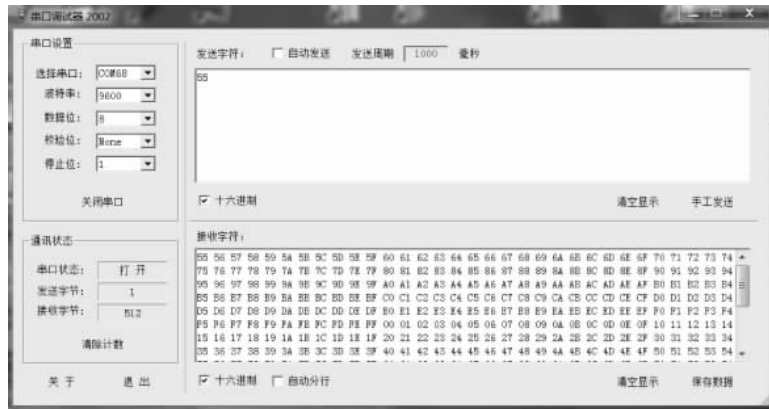 串口调试器 2002
串口设置
选择串口： COM68
波特率： 9600
数据位： 8
校验位： None
停止位： 1
关闭串口
通讯状态
串口状态： 打 开
发送字节： 1
接收字节： 512
清除计数
关 于 退 出
发送字符： 自动发送 发送周期 1000 毫秒
55
十六进制 清空显示 手工发送
接收字符：
55 56 57 58 59 5A 5B 5C 5D 5E 5F 60 61 62 63 64 65 66 67 68 69 6A 6B 6C 6D 6E 6F 70 71 72 73 74
75 76 77 78 79 7A 7B 7C 7D 7E 7F 80 81 82 83 84 85 86 87 88 89 8A 8B 8C 8D 8E 8F 90 91 92 93 94
95 96 97 98 99 9A 9B 9C 9D 9E 9F A0 A1 A2 A3 A4 A5 A6 A7 A8 A9 AA AB AC AD AE AF B0 B1 B2 B3 B4
B5 B6 B7 B8 B9 BA BB BC BD BE BF C0 C1 C2 C3 C4 C5 C6 C7 C8 C9 CA CB CC CD CE CF D0 D1 D2 D3 D4
D5 D6 D7 D8 D9 DA DB DC DD DE DF E0 E1 E2 E3 E4 E5 E6 E7 E8 E9 EA EB EC ED EE EF F0 F1 F2 F3 F4
F5 F6 F7 F8 F9 FA FB FC FD FE FF 00 01 02 03 04 05 06 07 08 09 0A 0B 0C 0D 0E 0F 10 11 12 13 14
15 16 17 18 19 1A 1B 1C 1D 1E 1F 20 21 22 23 24 25 26 27 28 29 2A 2B 2C 2D 2E 2F 30 31 32 33 34
35 36 37 38 39 3A 3B 3C 3D 3E 3F 40 41 42 43 44 45 46 47 48 49 4A 4B 4C 4D 4E 4F 50 51 52 53 54
十六进制 自动分行 清空显示 保存数据